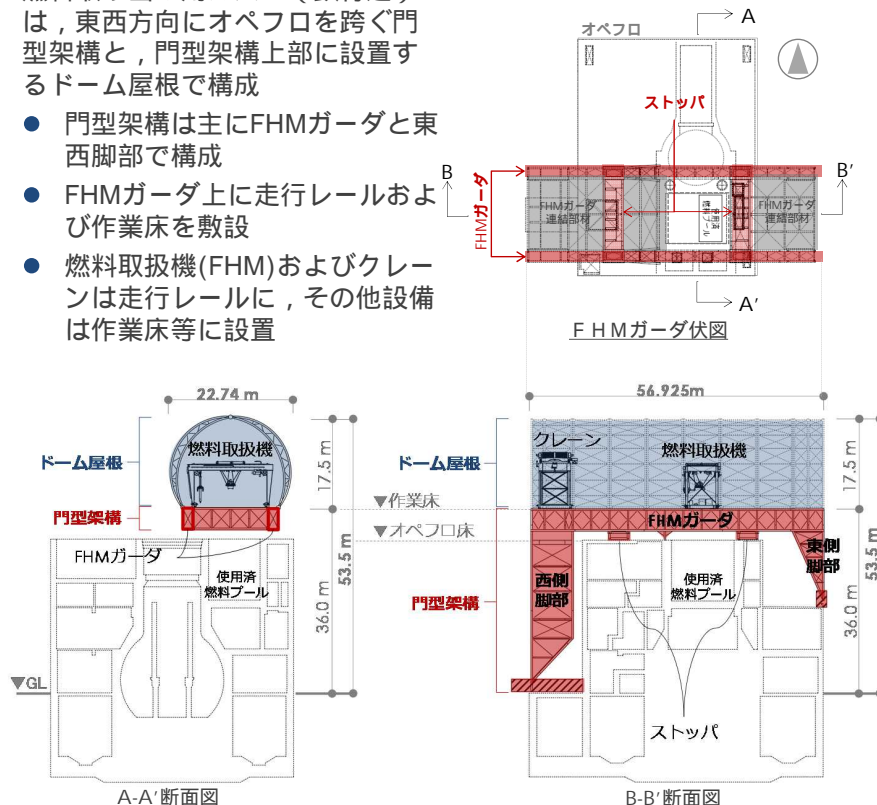 は，東西方向にオペフロを跨ぐ門
型架構と，門型架構上部に設置す
るドーム屋根で構成
● 門型架構は主にFHMガーダと東
西脚部で構成
● FHMガーダ上に走行レールおよ
び作業床を敷設
● 燃料取扱機(FHM)およびクレー
ンは走行レールに，その他設備
は作業床等に設置
オペフロ
A
ストッパ
B
B'
FHMガーダ
FHMガーダ
連結部材
使用済
燃料プール
FHMガーダ
連結部材
A'
ＦＨＭガーダ伏図
22.74 m
ドーム屋根
燃料取扱機
17.5 m
門型架構
▼作業床
▼オペフロ床
FHMガーダ
使用済
燃料プール
53.5 m
36.0 m
▼GL
A-A'断面図
56.925m
クレーン
燃料取扱機
ドーム屋根
17.5 m
FHMガーダ
東側
脚部
西側
脚部
使用済
燃料プール
門型架構
53.5 m
36.0 m
ストッパ
B-B'断面図